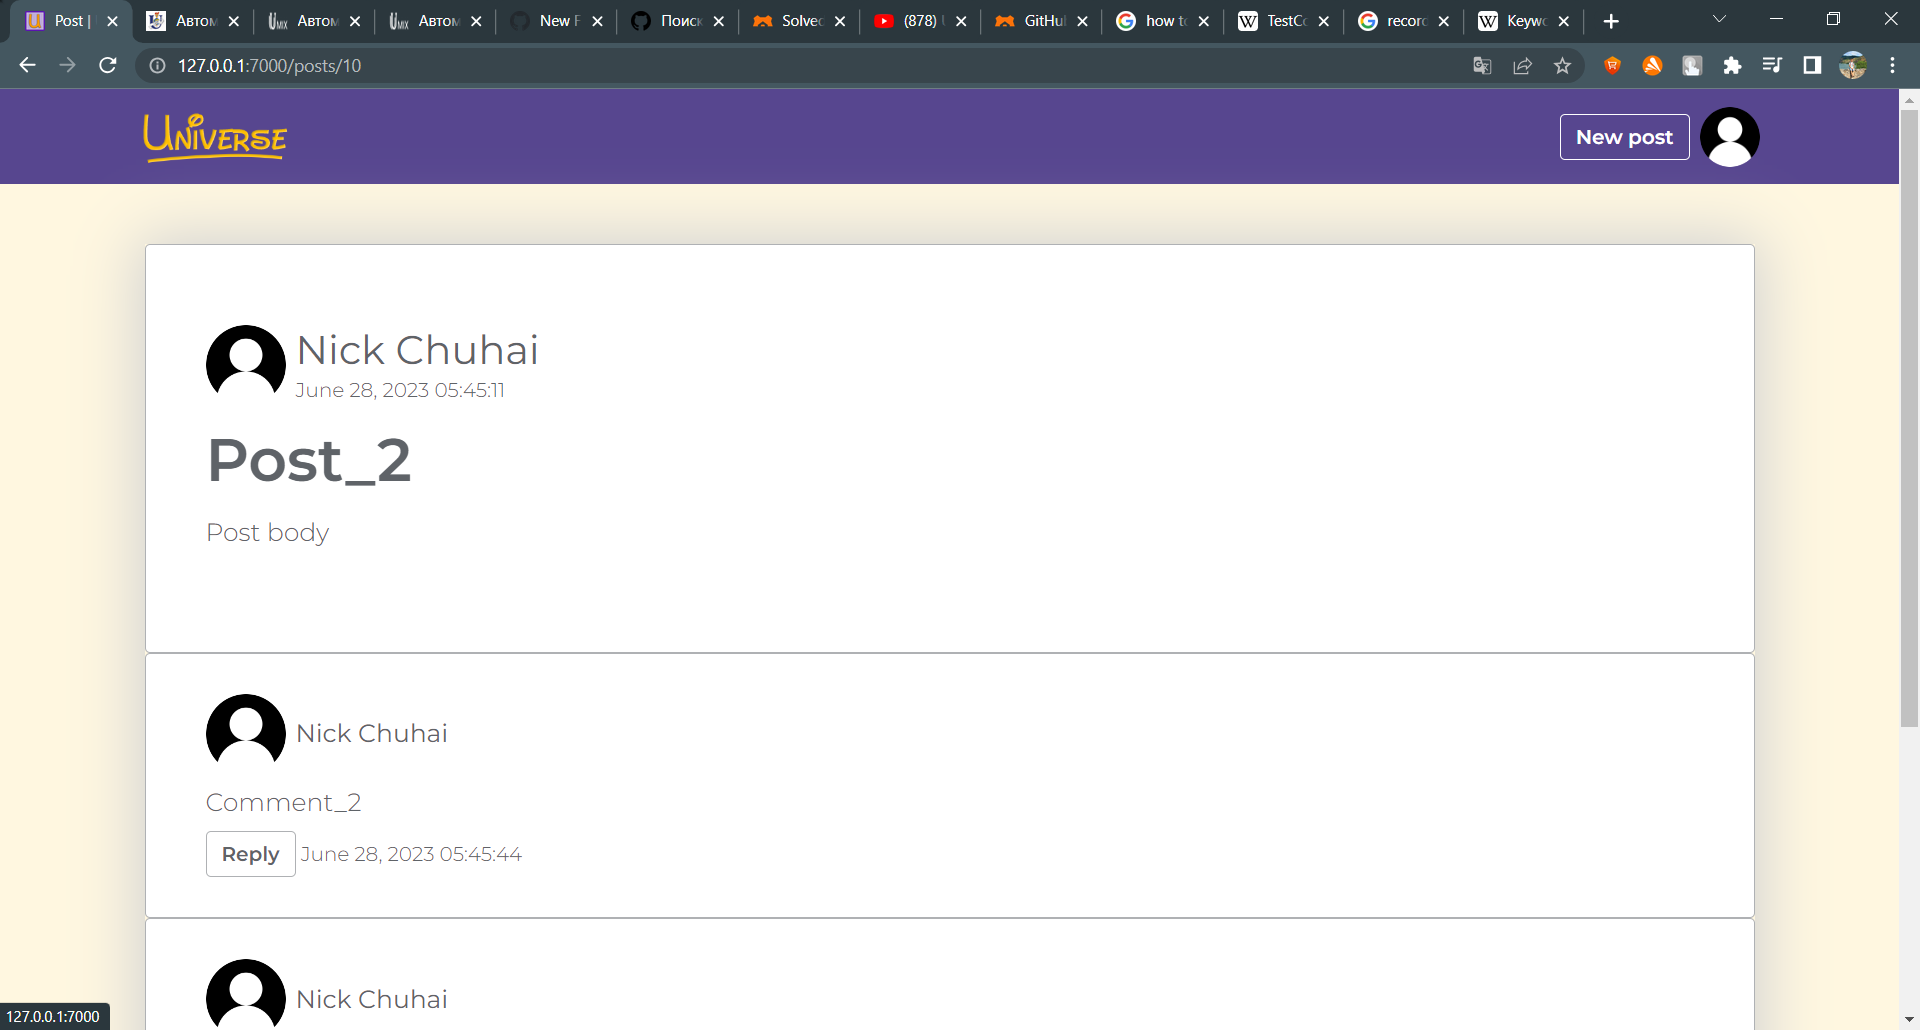 Post |
Автом
Автом
Автом
New F
Поиск
Solved
(878)
GitHu
how to
TestCo
record
Keywo
127.0.0.1:7000/posts/10
UNIVERSE
New post
Nick Chuhai
June 28, 2023 05:45:11
Post_2
Post body
Nick Chuhai
Comment_2
Reply June 28, 2023 05:45:44
Nick Chuhai
127.0.0.1:7000